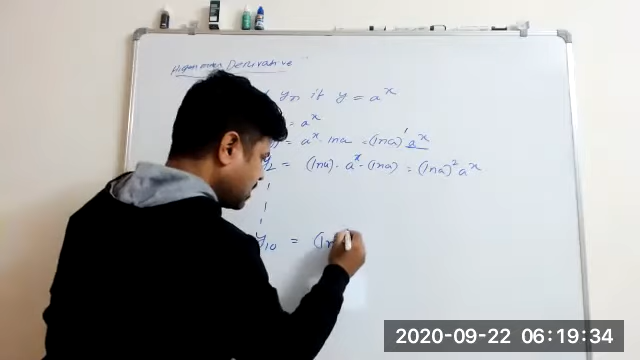 Higher order Derivative
yn if y = a^x
= a^x
= a^x · lna = (lna)^1 a^x
y2 = (lna) · a^x · (lna) = (lna)^2 a^x
y10 = (ln
2020-09-22 06:19:34